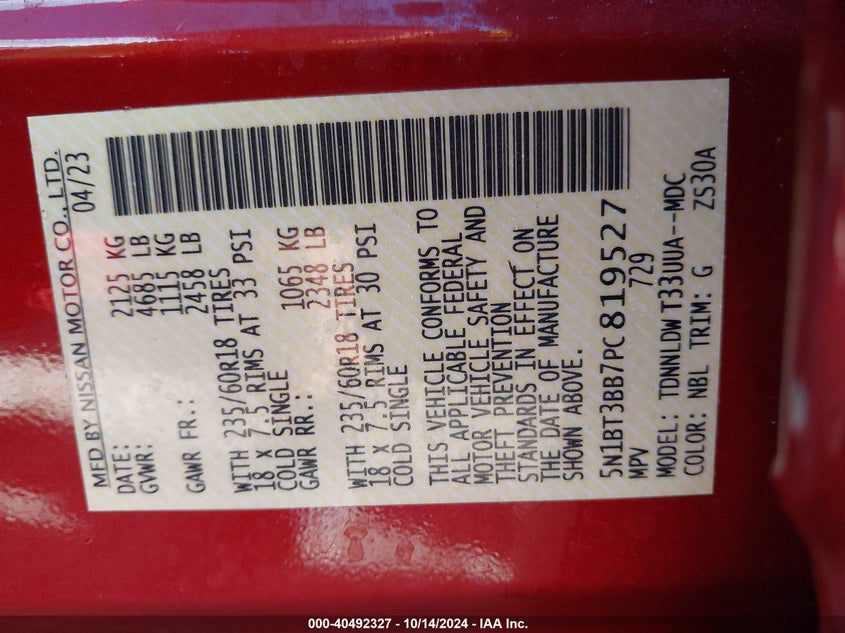 MFD BY NISSAN MOTOR CO., LTD.
DATE: 04/23
GVWR: 2125 KG
4685 LB
GAWR FR.: 1115 KG
2458 LB
WITH 235/60R18 TIRES
18 X 7.5 RIMS AT 33 PSI
COLD SINGLE
GAWR RR.: 1065 KG
2348 LB
WITH 235/60R18 TIRES
18 X 7.5 RIMS AT 30 PSI
COLD SINGLE
THIS VEHICLE CONFORMS TO
ALL APPLICABLE FEDERAL
MOTOR VEHICLE SAFETY AND
THEFT PREVENTION
STANDARDS IN EFFECT ON
THE DATE OF MANUFACTURE
SHOWN ABOVE.
5N1BT3BB7PC819527
MPV 729
MODEL: TDNNLDWT33UUA--MDC
COLOR: NBL TRIM: G ZS30A
000-40492327 - 10/14/2024 - IAA Inc.